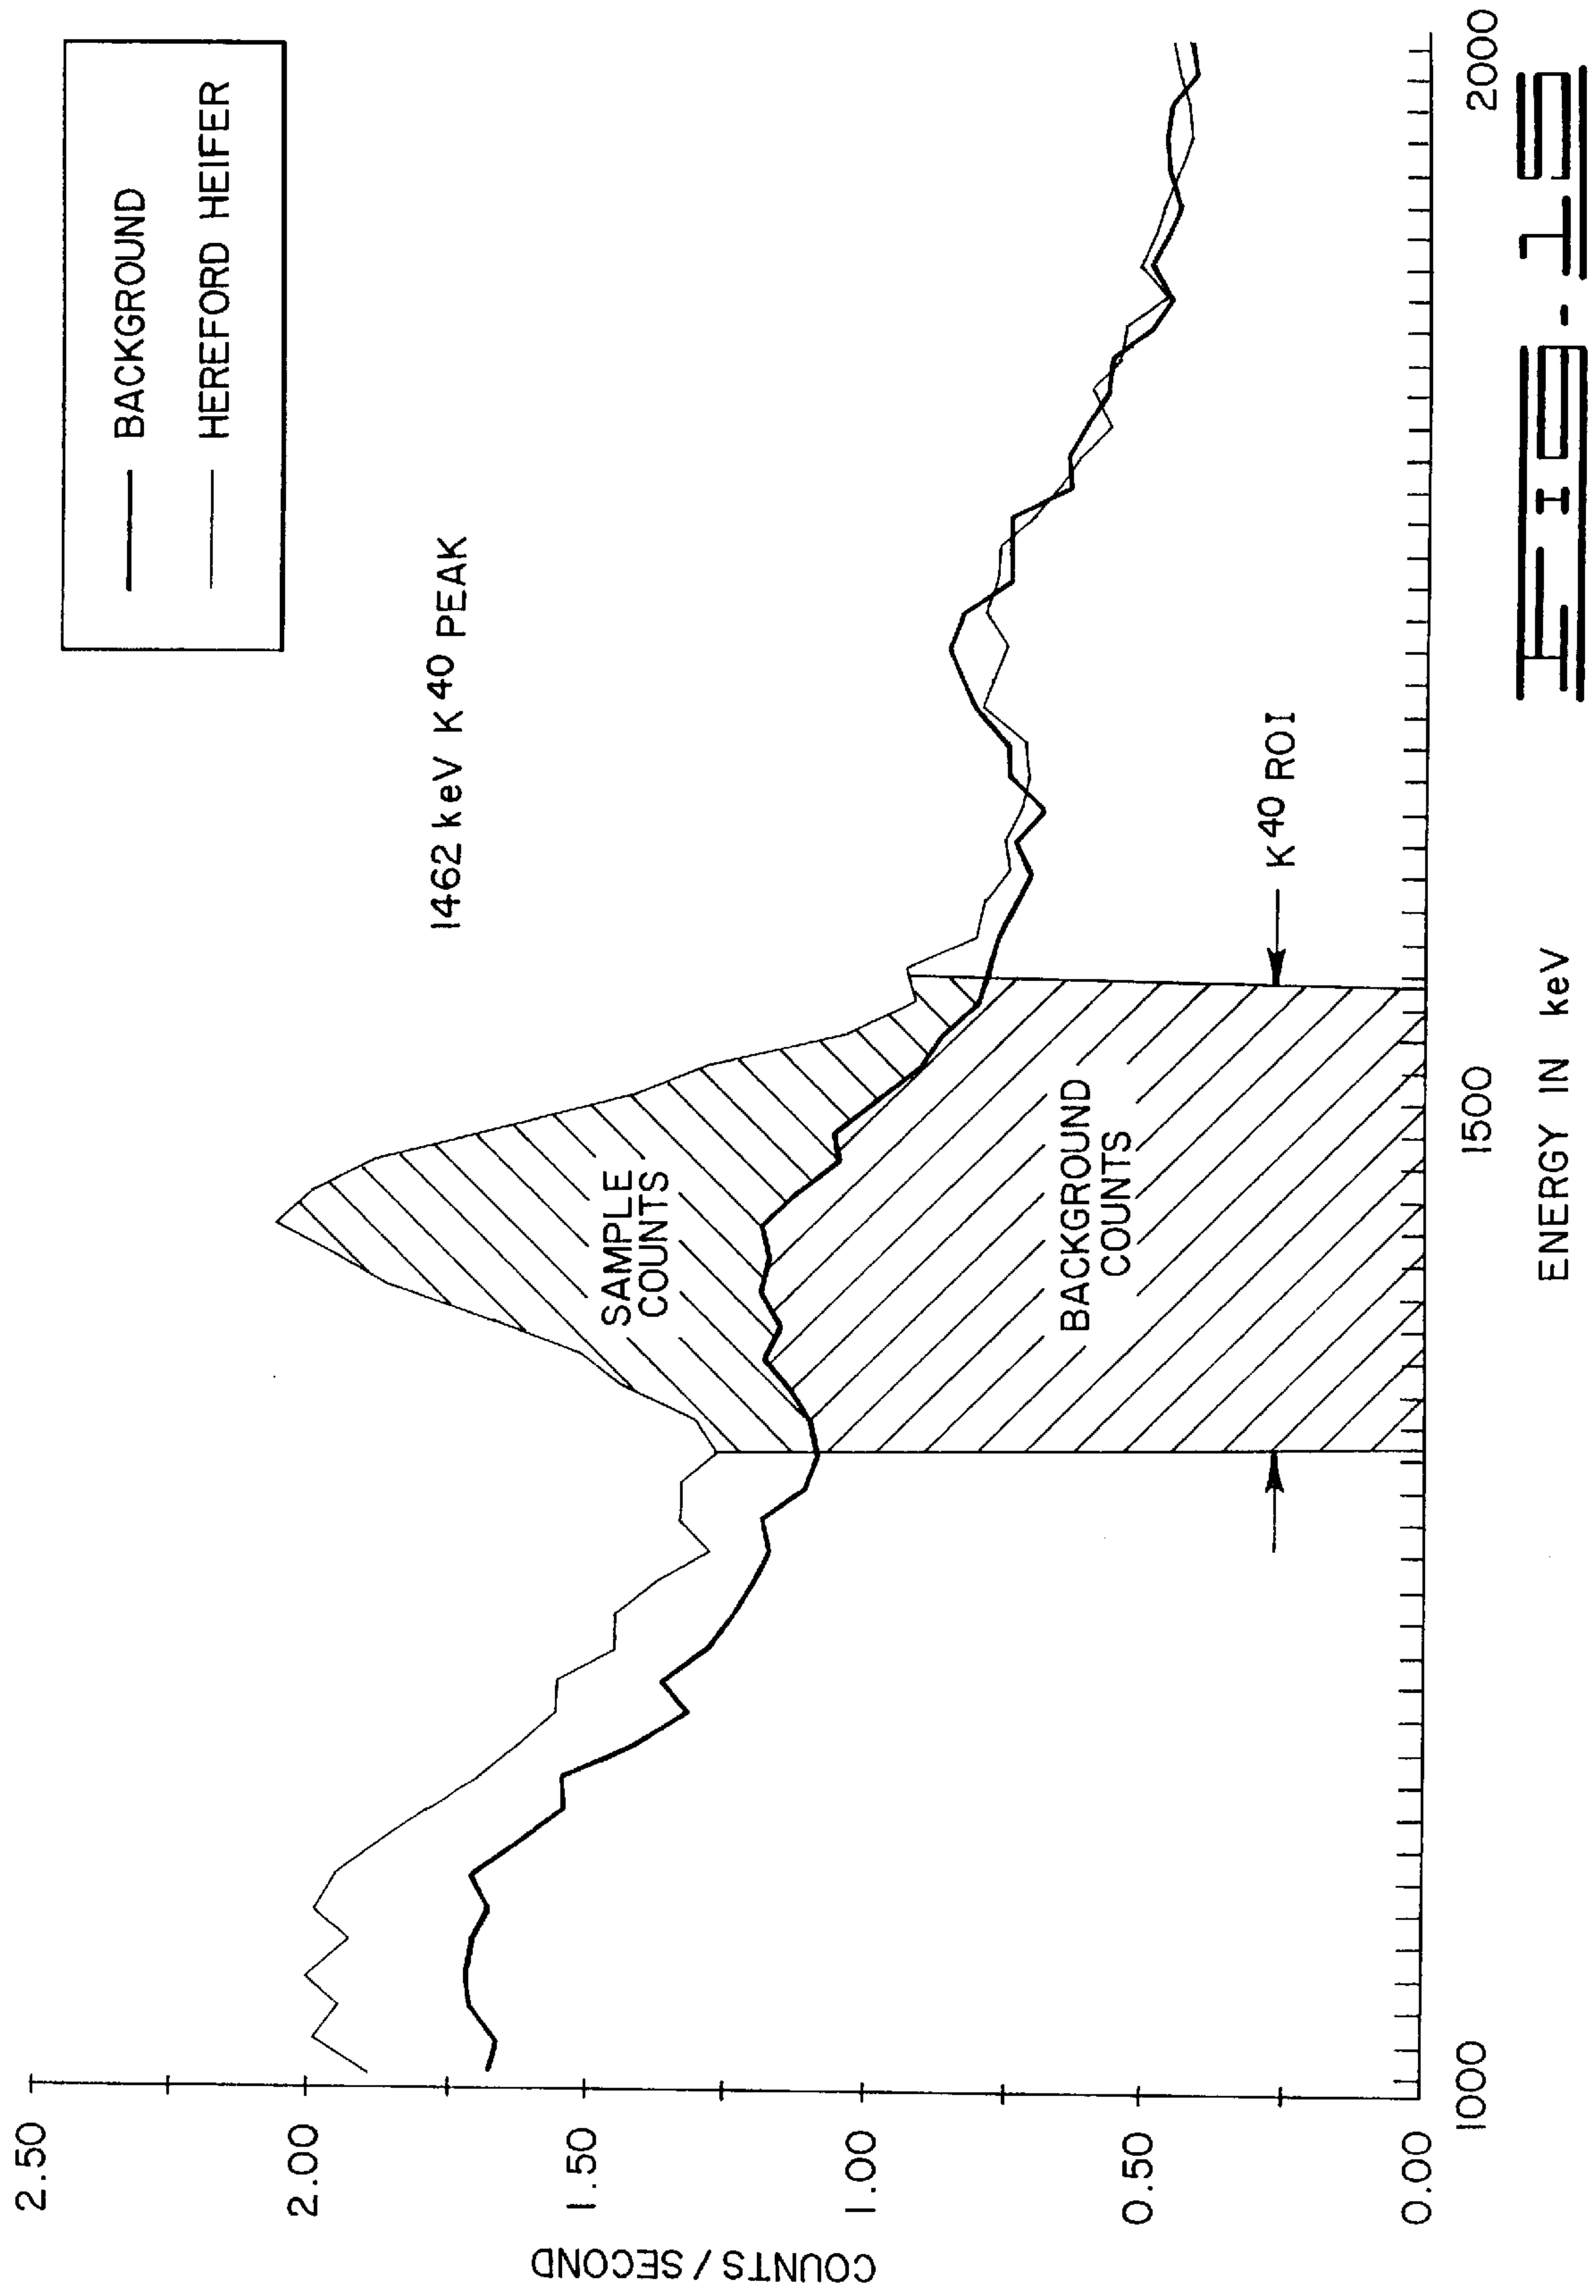 BACKGROUND
HEREFORD HEIFER
1462 keV K40 PEAK
2.50
2.00
1.50
1.00
0.50
0.00
COUNTS / SECOND
SAMPLE
COUNTS
BACKGROUND
COUNTS
K40 ROI
1000
1500
2000
ENERGY IN keV
FIG-15